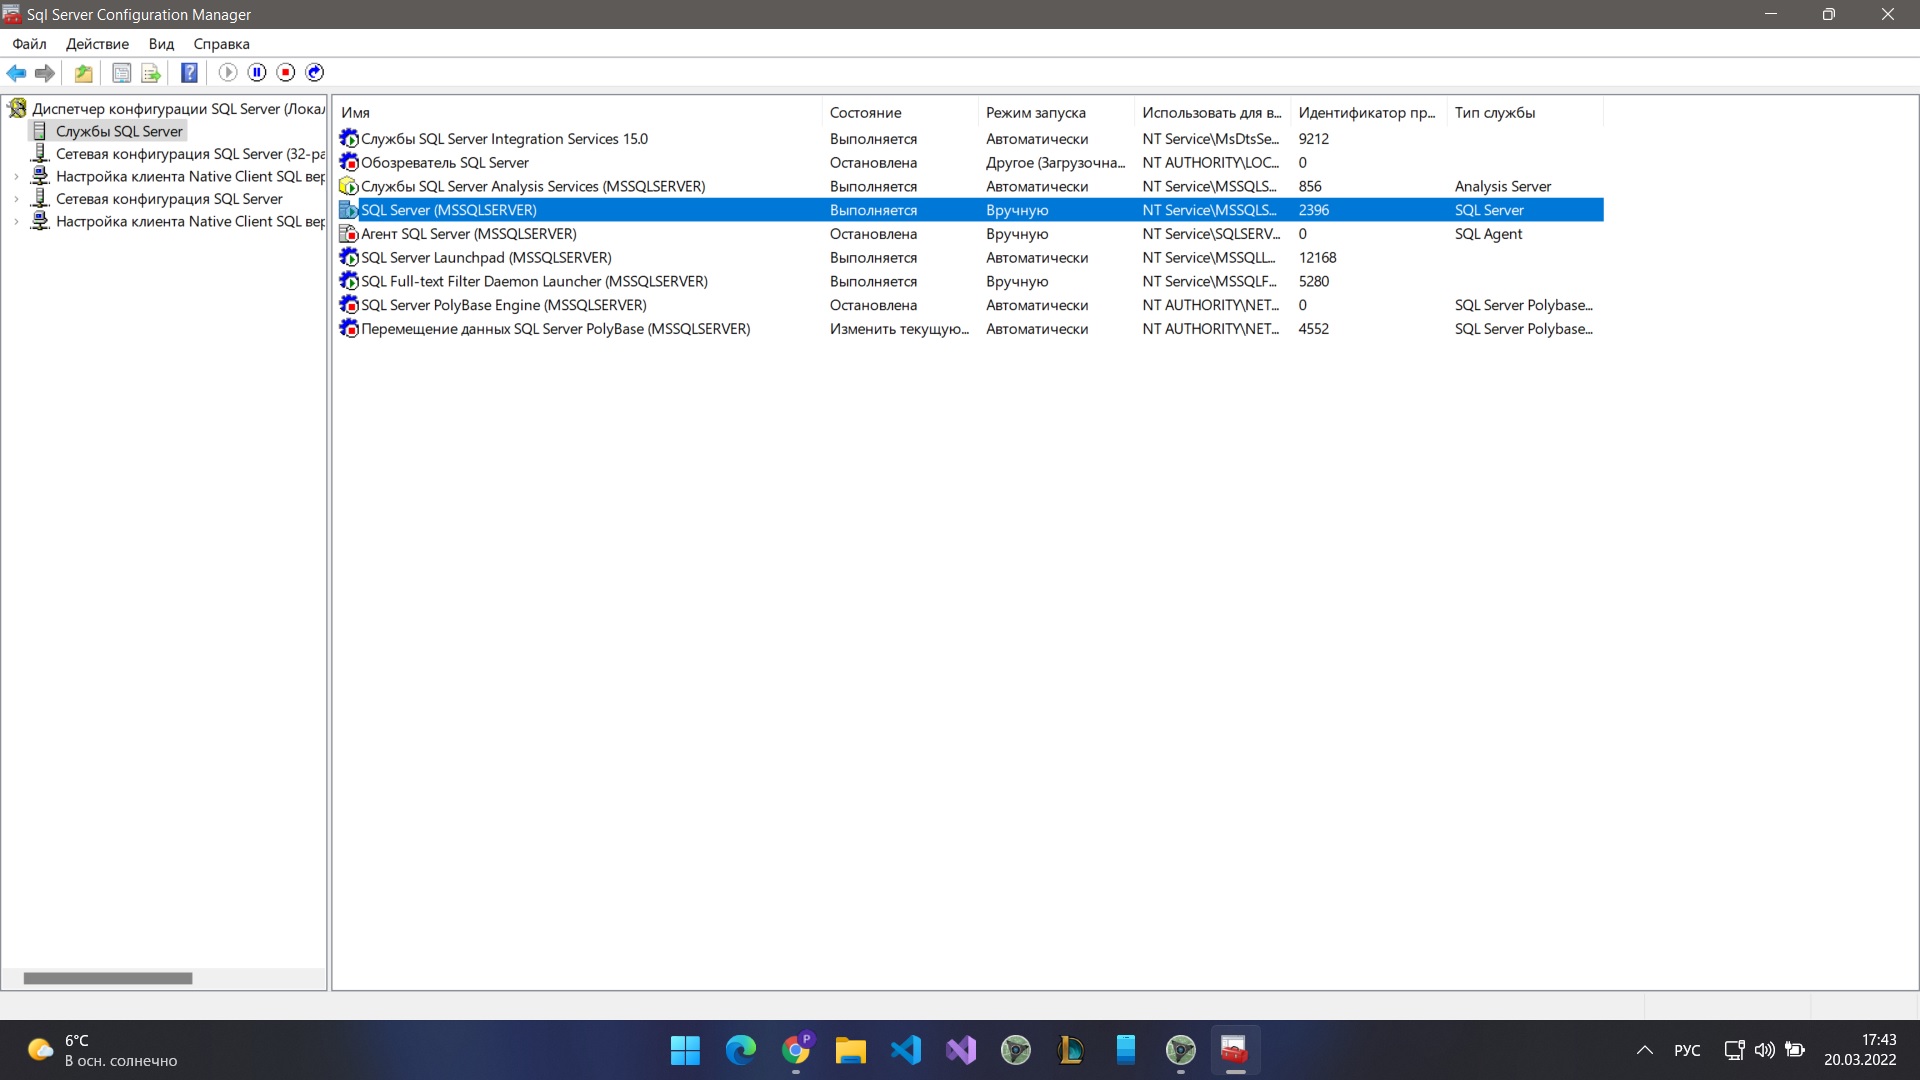 Sql Server Configuration Manager
Файл Действие Вид Справка
Диспетчер конфигурации SQL Server (Локал
Службы SQL Server
Сетевая конфигурация SQL Server (32-ра
Настройка клиента Native Client SQL вер
Сетевая конфигурация SQL Server
Настройка клиента Native Client SQL вер
Имя Состояние Режим запуска Использовать для в... Идентификатор пр... Тип службы
Службы SQL Server Integration Services 15.0 Выполняется Автоматически NT Service\MsDtsSe... 9212
Обозреватель SQL Server Остановлена Другое (Загрузочна... NT AUTHORITY\LOC... 0
Службы SQL Server Analysis Services (MSSQLSERVER) Выполняется Автоматически NT Service\MSSQLS... 856 Analysis Server
SQL Server (MSSQLSERVER) Выполняется Вручную NT Service\MSSQLS... 2396 SQL Server
Агент SQL Server (MSSQLSERVER) Остановлена Вручную NT Service\SQLSERV... 0 SQL Agent
SQL Server Launchpad (MSSQLSERVER) Выполняется Автоматически NT Service\MSSQLL... 12168
SQL Full-text Filter Daemon Launcher (MSSQLSERVER) Выполняется Вручную NT Service\MSSQLF... 5280
SQL Server PolyBase Engine (MSSQLSERVER) Остановлена Автоматически NT AUTHORITY\NET... 0 SQL Server Polybase...
Перемещение данных SQL Server PolyBase (MSSQLSERVER) Изменить текущую... Автоматически NT AUTHORITY\NET... 4552 SQL Server Polybase...
6°C
В осн. солнечно
P
РУС
17:43
20.03.2022